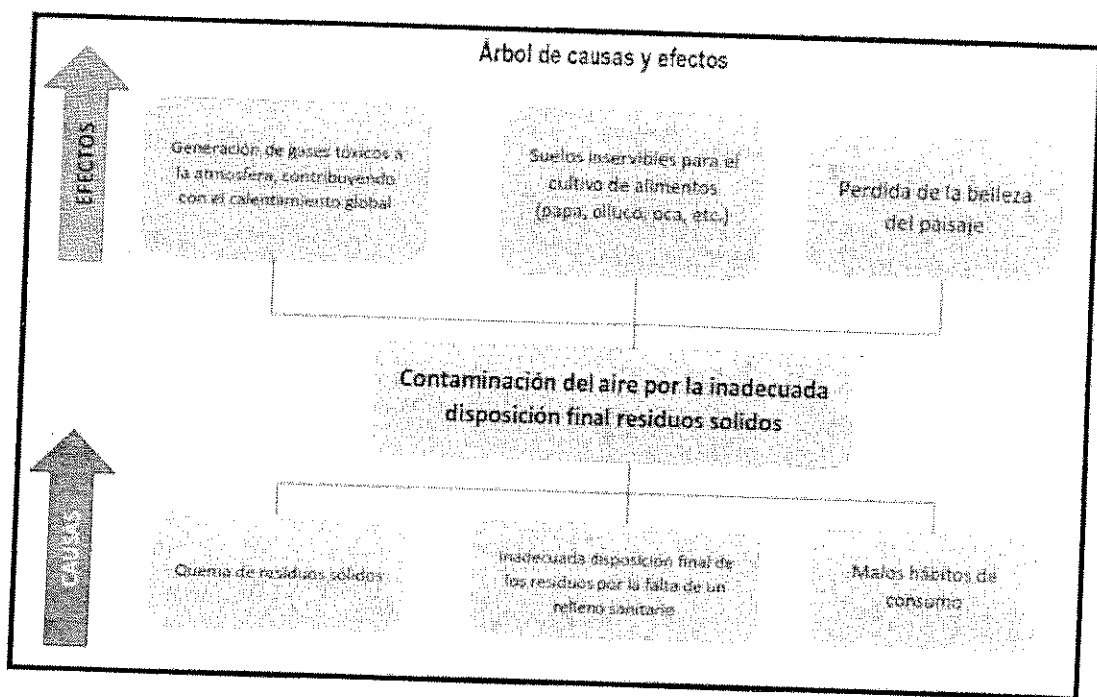 Árbol de causas y efectos
EFECTOS
Generación de gases tóxicos a
la atmosfera, contribuyendo
con el calentamiento global
Suelos inservibles para el
cultivo de alimentos
(papa, olluco, oca, etc.)
Perdida de la belleza
del paisaje
Contaminación del aire por la inadecuada
disposición final residuos solidos
CAUSAS
Quema de residuos sólidos
Inadecuada disposición final de
los residuos por la falta de un
relleno sanitario
Malos hábitos de
consumo